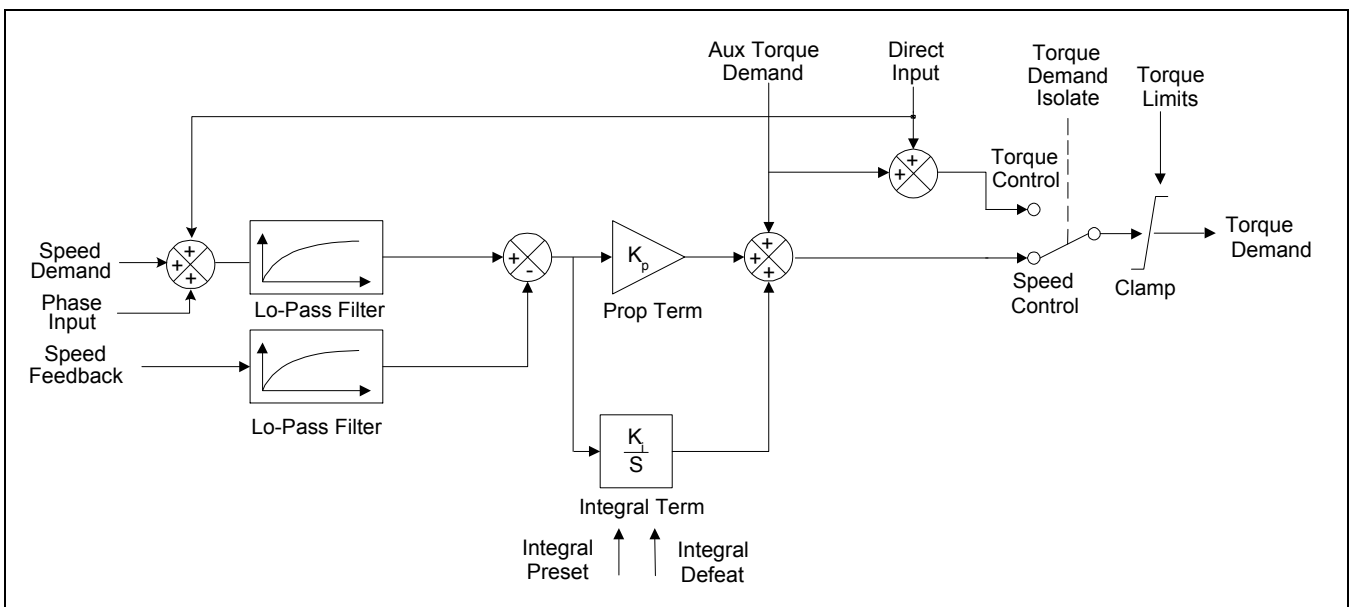 Aux Torque
Demand
Direct
Input
Torque
Demand
Isolate
Torque
Limits
Torque
Control
+
+
+
+
+
Speed
Demand
+
Phase
Input
Lo-Pass Filter
+
-
Kp
Prop Term
+
+
+
Speed
Control
Clamp
Torque
Demand
Speed
Feedback
Lo-Pass Filter
Ki
S
Integral Term
Integral
Preset
Integral
Defeat